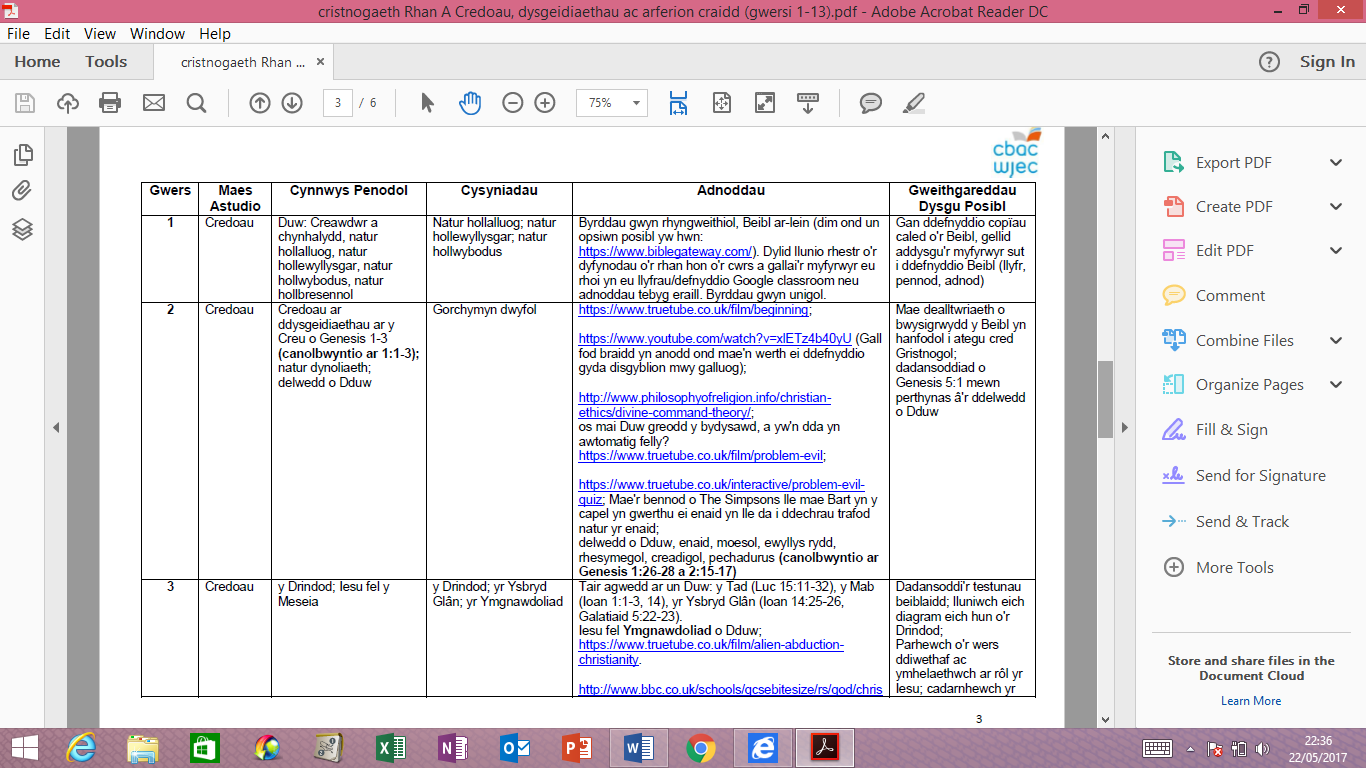 cristnogaeth Rhan A Credoau, dysgeidiaethau ac arferion craidd (gwersi 1-13).pdf - Adobe Acrobat Reader DC
File Edit View Window Help
Home Tools cristnogaeth Rhan ... × Sign In
3 / 6 75%
cbac
wjec
Gwers
Maes
Astudio
Cynnwys Penodol
Cysyniadau
Adnoddau
Gweithgareddau
Dysgu Posibl
1
Credoau
Duw: Creawdwr a
chynhalydd, natur
hollalluog, natur
hollewyllysgar, natur
hollwybodus, natur
hollbresennol
Natur hollalluog; natur
hollewyllysgar; natur
hollwybodus
Byrddau gwyn rhyngweithiol, Beibl ar-lein (dim ond un
opsiwn posibl yw hwn:
https://www.biblegateway.com/). Dylid llunio rhestr o'r
dyfynodau o'r rhan hon o'r cwrs a gallai'r myfyrwyr eu
rhoi yn eu llyfrau/defnyddio Google classroom neu
adnoddau tebyg eraill. Byrddau gwyn unigol.
Gan ddefnyddio copïau
caled o'r Beibl, gellid
addysgu'r myfyrwyr sut
i ddefnyddio Beibl (llyfr,
pennod, adnod)
2
Credoau
Credoau ar
ddysgeidiaethau ar y
Creu o Genesis 1-3
(canolbwyntio ar 1:1-3);
natur dynoliaeth;
delwedd o Dduw
Gorchymyn dwyfol
https://www.truetube.co.uk/film/beginning;
https://www.youtube.com/watch?v=xlETz4b40yU (Gall
fod braidd yn anodd ond mae'n werth ei ddefnyddio
gyda disgyblion mwy galluog);
http://www.philosophyofreligion.info/christian-
ethics/divine-command-theory/;
os mai Duw greodd y bydysawd, a yw'n dda yn
awtomatig felly?
https://www.truetube.co.uk/film/problem-evil;
https://www.truetube.co.uk/interactive/problem-evil-
quiz; Mae'r bennod o The Simpsons lle mae Bart yn y
capel yn gwerthu ei enaid yn lle da i ddechrau trafod
natur yr enaid;
delwedd o Dduw, enaid, moesol, ewyllys rydd,
rhesymegol, creadigol, pechadurus (canolbwyntio ar
Genesis 1:26-28 a 2:15-17)
Mae dealltwriaeth o
bwysigrwydd y Beibl yn
hanfodol i ategu cred
Gristnogol;
dadansoddiad o
Genesis 5:1 mewn
perthynas â'r ddelwedd
o Dduw
3
Credoau
y Drindod; Iesu fel y
Meseia
y Drindod; yr Ysbryd
Glân; yr Ymgnawdoliad
Tair agwedd ar un Duw: y Tad (Luc 15:11-32), y Mab
(Ioan 1:1-3, 14), yr Ysbryd Glân (Ioan 14:25-26,
Galatiaid 5:22-23).
Iesu fel Ymgnawdoliad o Dduw;
https://www.truetube.co.uk/film/alien-abduction-
christianity.
http://www.bbc.co.uk/schools/gcsebitesize/rs/god/chris
Dadansoddi'r testunau
beiblaidd; lluniwch eich
diagram eich hun o'r
Drindod;
Parhewch o'r wers
ddiwethaf ac
ymhelaethwch ar rôl yr
Iesu; cadarnhewch yr
3
Export PDF
Create PDF
Edit PDF
Comment
Combine Files
Organize Pages
Fill & Sign
Send for Signature
Send & Track
More Tools
Store and share files in the
Document Cloud
Learn More
22:36
22/05/2017